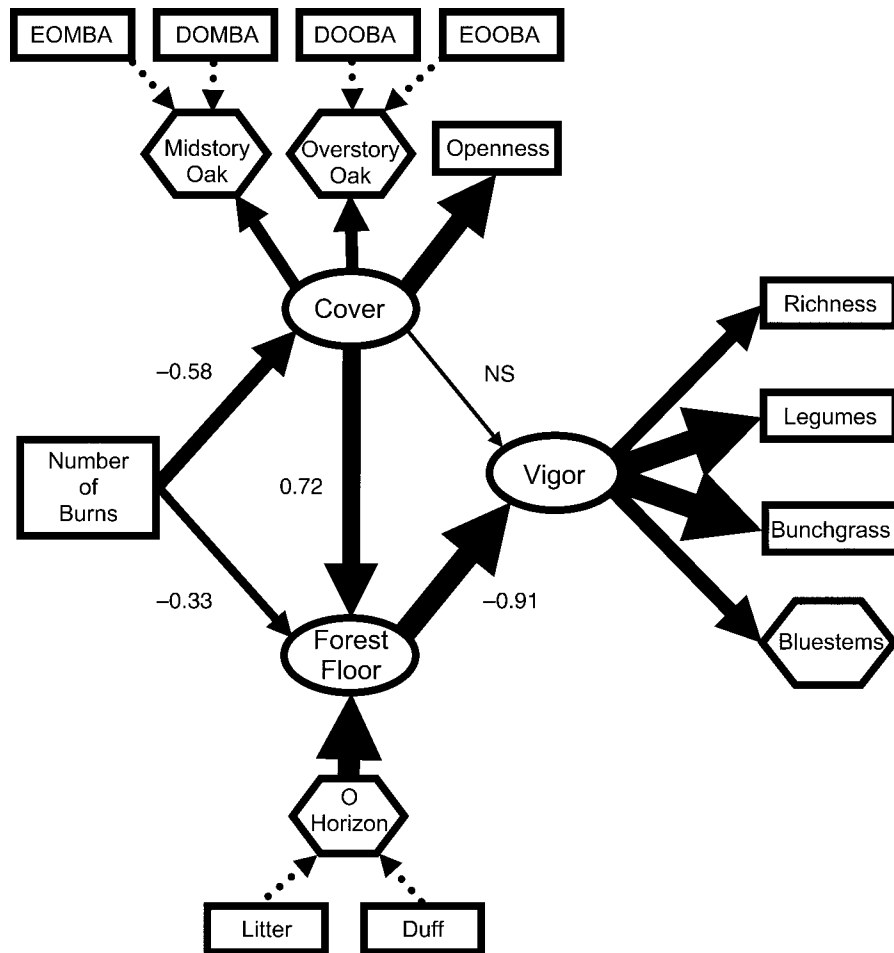 EOMBA
DOMBA
DOOBA
EOOBA
Midstory
Oak
Overstory
Oak
Openness
Cover
Richness
–0.58
NS
Legumes
Number
of
Burns
0.72
Vigor
Bunchgrass
–0.33
–0.91
Forest
Floor
Bluestems
O
Horizon
Litter
Duff